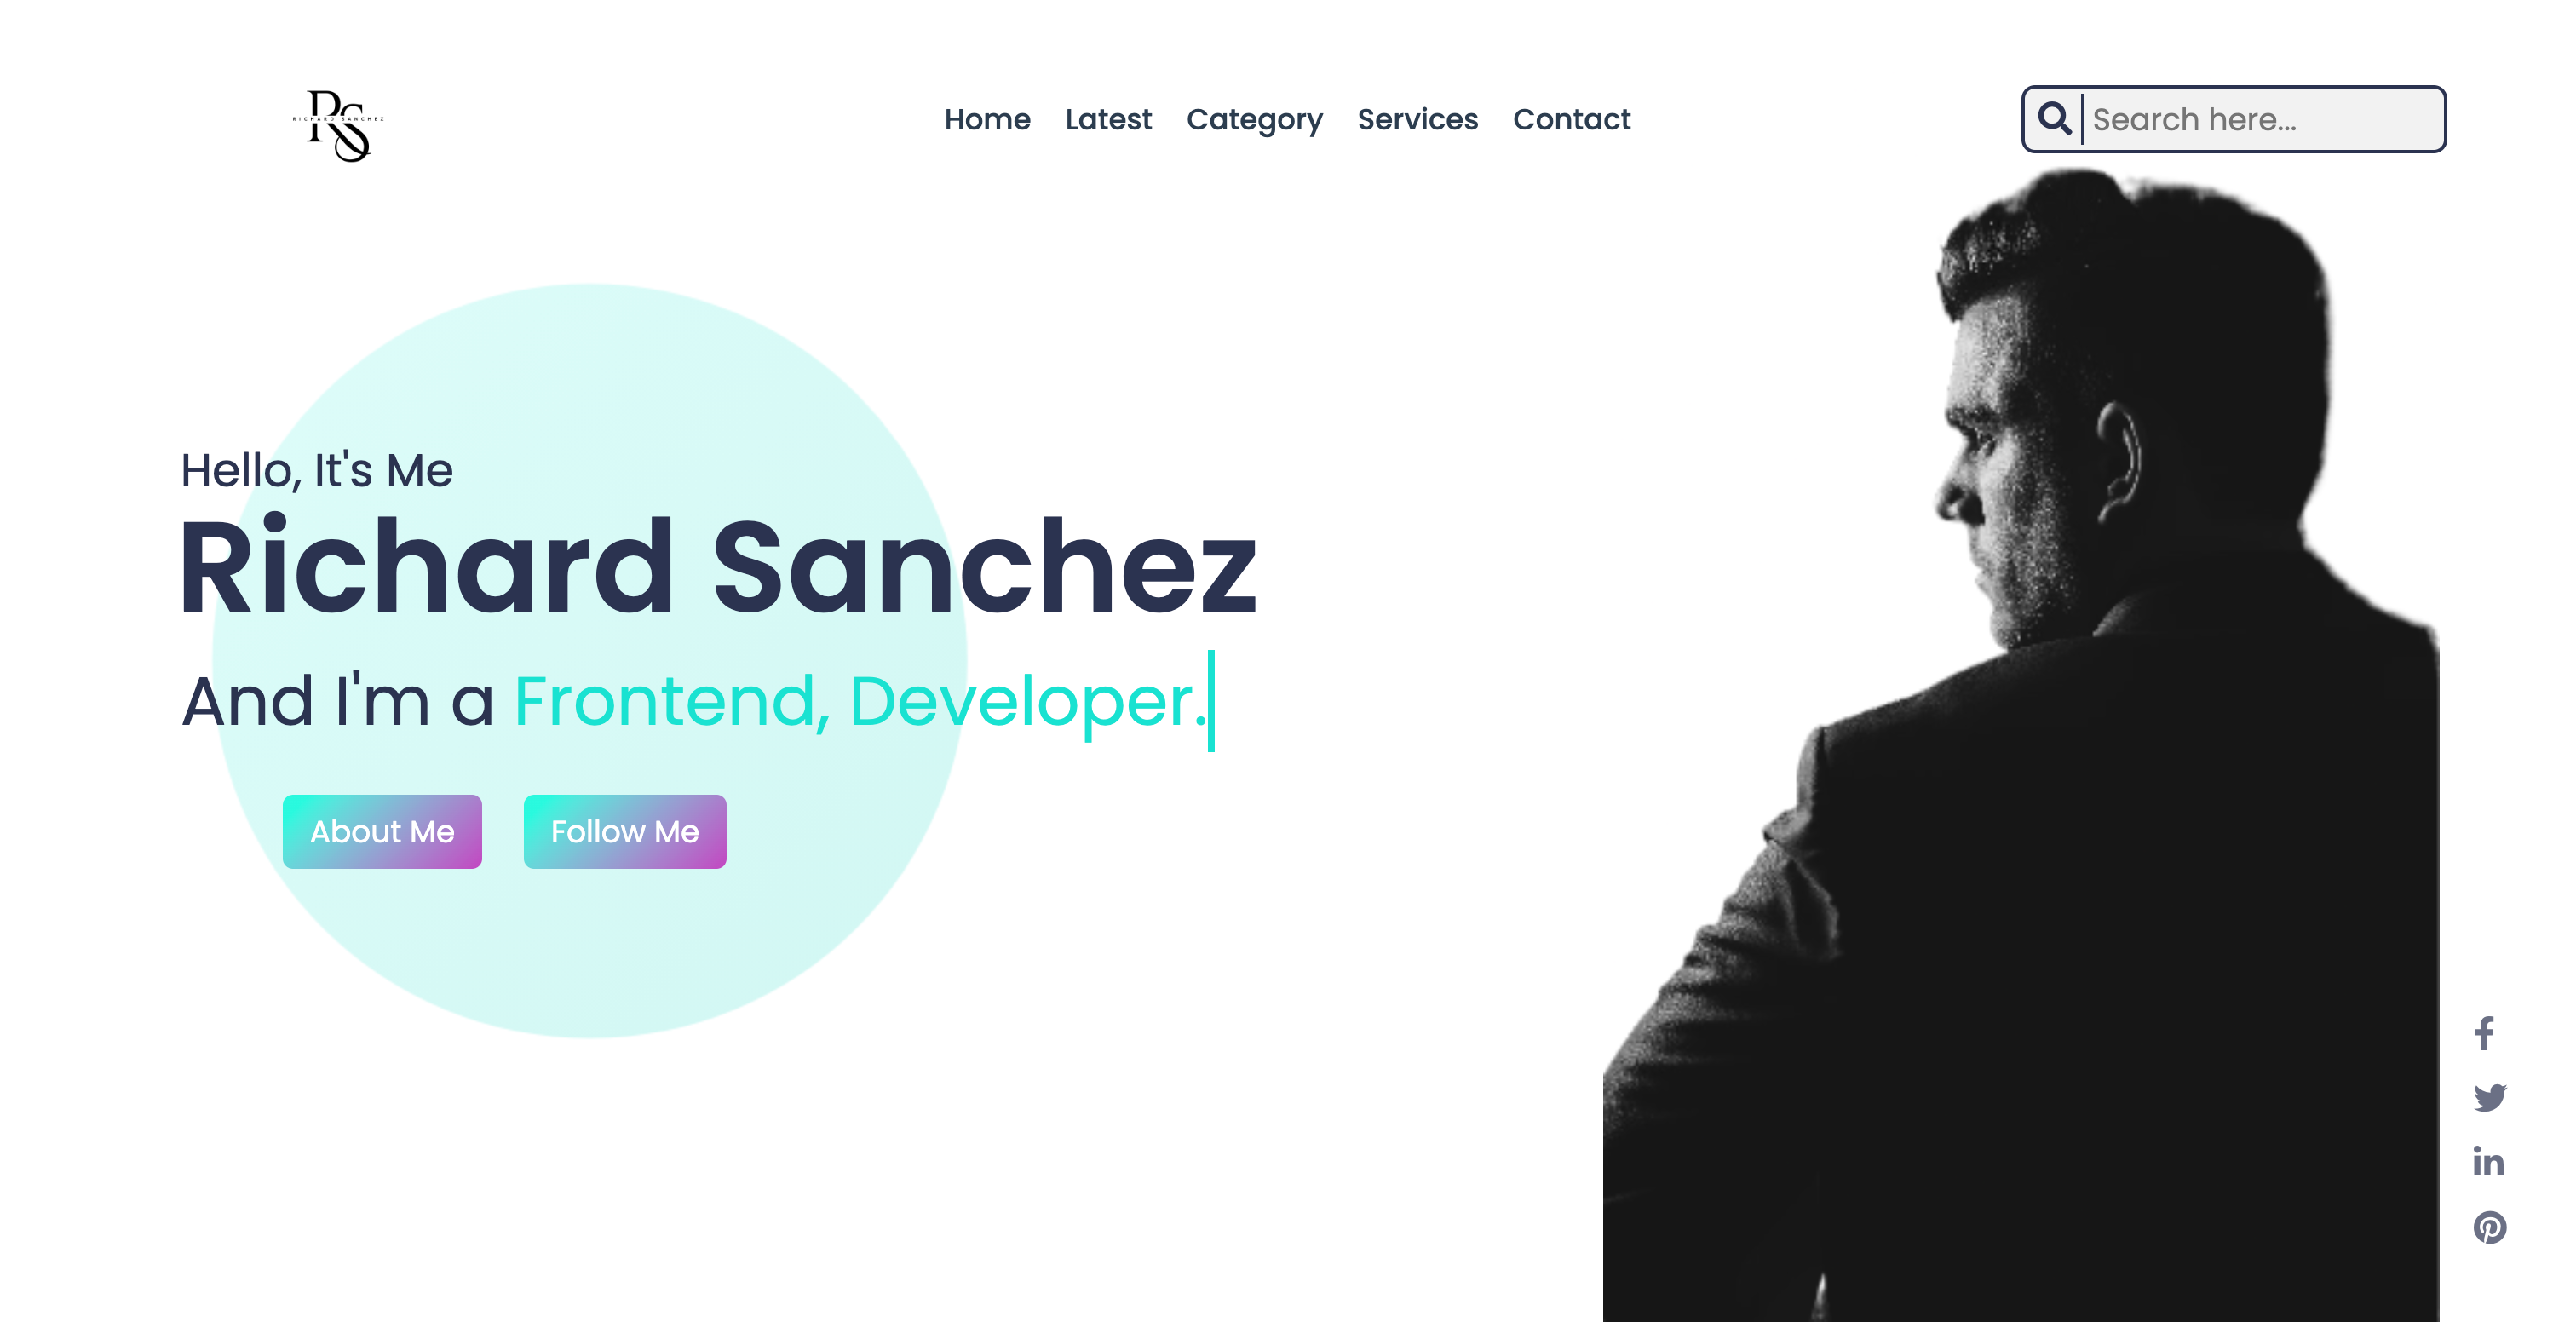 RS
RICHARD SANCHEZ
Home Latest Category Services Contact
Search here...
Hello, It's Me
Richard Sanchez
And I'm a Frontend, Developer.
About Me Follow Me
f
in